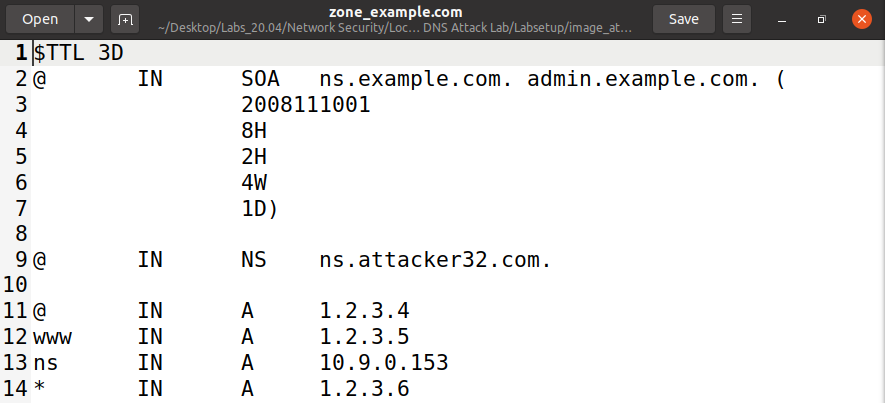 Open
zone_example.com
~/Desktop/Labs_20.04/Network Security/Loc... DNS Attack Lab/Labsetup/image_at...
Save
1 $TTL 3D
2 @ IN SOA ns.example.com. admin.example.com. (
3 2008111001
4 8H
5 2H
6 4W
7 1D)
8
9 @ IN NS ns.attacker32.com.
10
11 @ IN A 1.2.3.4
12 www IN A 1.2.3.5
13 ns IN A 10.9.0.153
14 * IN A 1.2.3.6